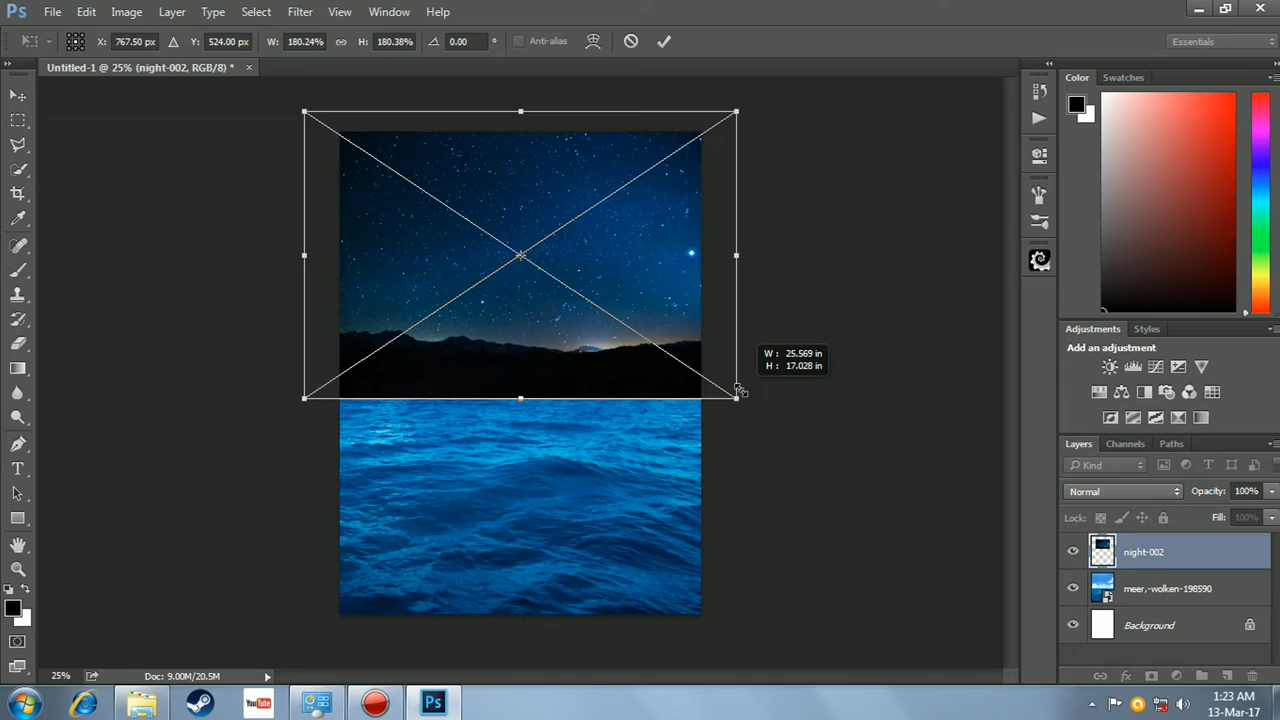 Ps File Edit Image Layer Type Select Filter View Window Help
X: 767.50 px Y: 524.00 px W: 180.24% H: 180.38% 0.00 ° Anti-alias Essentials
Untitled-1 @ 25% (night-002, RGB/8) * ×
Color Swatches
W : 25.569 in
H : 17.028 in
Adjustments Styles
Add an adjustment
Layers Channels Paths
Kind
Normal Opacity: 100%
Lock: Fill: 100%
night-002
meer,-wolken-198590
Background
25% Doc: 9.00M/20.5M
You Tube Ps 1:23 AM
13-Mar-17